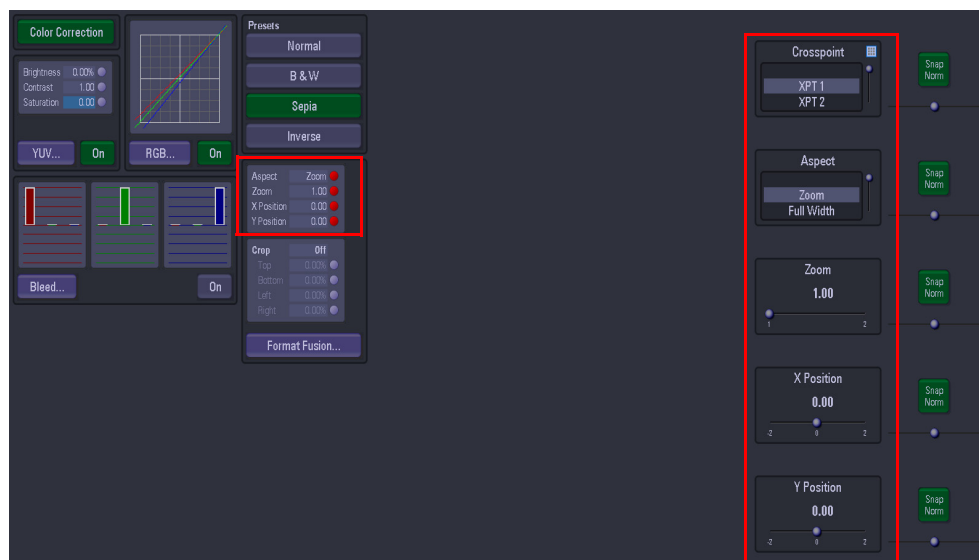 Color Correction
Brightness 0.00%
Contrast 1.00
Saturation 0.00
YUV... On
RGB... On
Bleed... On
Presets
Normal
B & W
Sepia
Inverse
Aspect Zoom
Zoom 1.00
X Position 0.00
Y Position 0.00
Crop Off
Top 0.00%
Bottom 0.00%
Left 0.00%
Right 0.00%
Format Fusion...
Crosspoint
XPT 1
XPT 2
Snap
Norm
Aspect
Zoom
Full Width
Snap
Norm
Zoom
1.00
1 2
Snap
Norm
X Position
0.00
-2 0 2
Snap
Norm
Y Position
0.00
-2 0 2
Snap
Norm